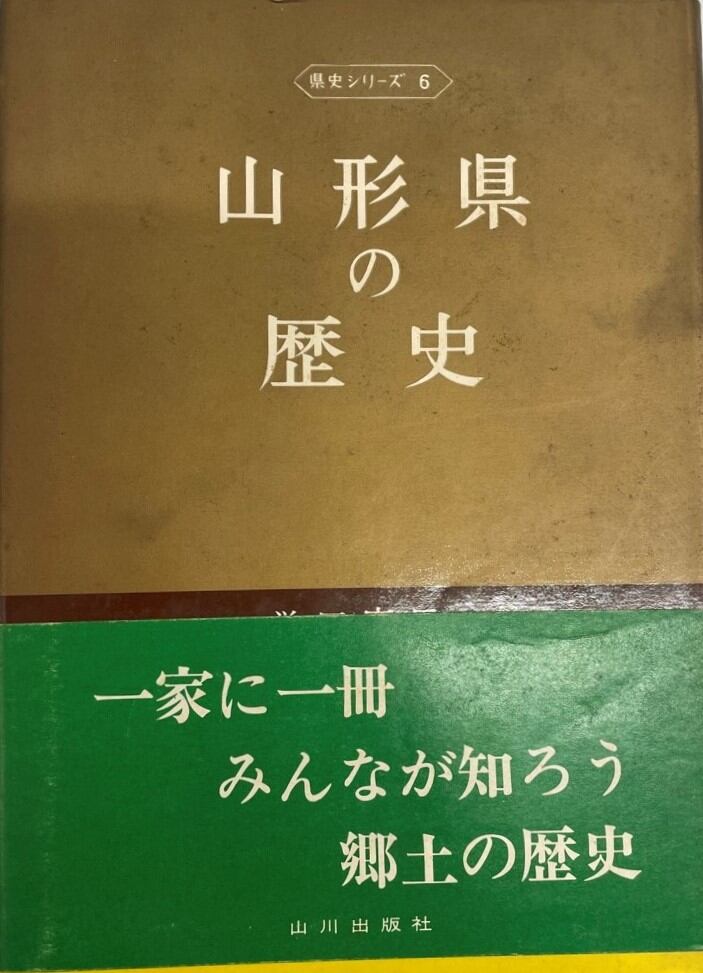 県史シリーズ 6
山形県
の
歴史
一家に一冊
みんなが知ろう
郷土の歴史
山川出版社